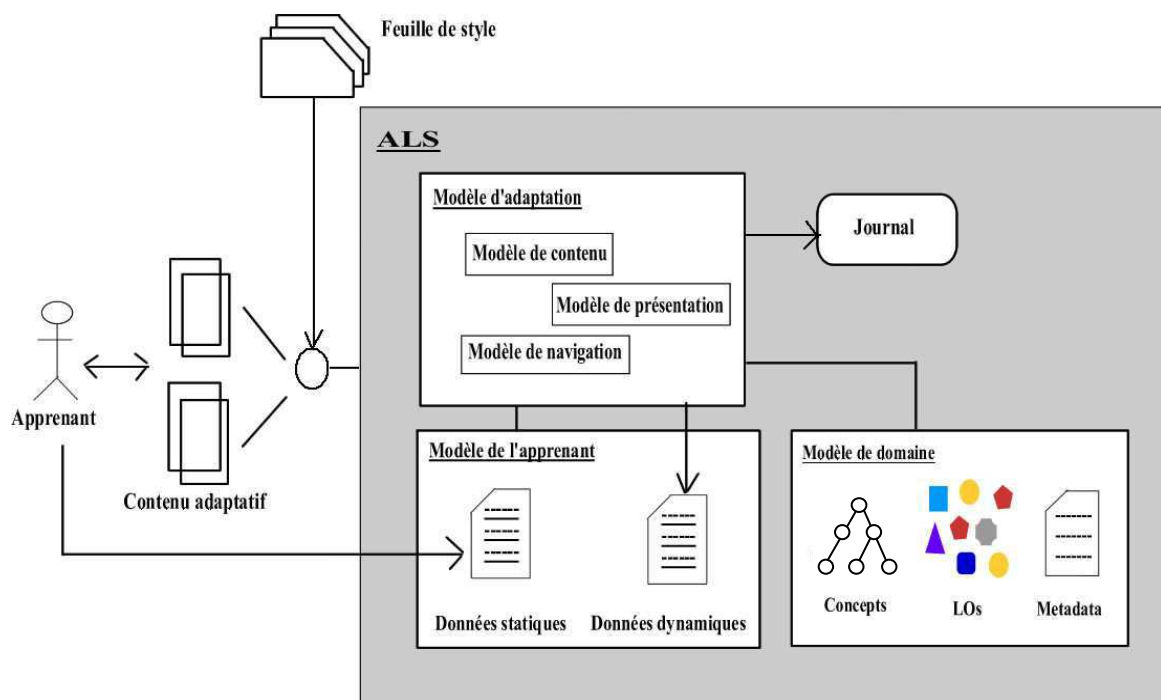 Feuille de style
ALS
Modèle d'adaptation
Modèle de contenu
Modèle de présentation
Modèle de navigation
Journal
Apprenant
Contenu adaptatif
Modèle de l'apprenant
Données statiques
Données dynamiques
Modèle de domaine
Concepts
LOs
Metadata